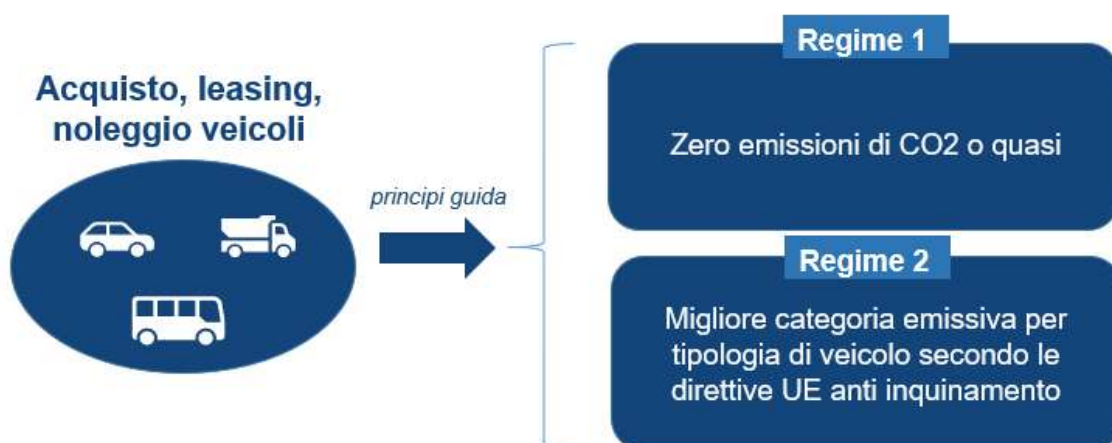 Acquisto, leasing,
noleggio veicoli
principi guida
Regime 1
Zero emissioni di CO2 o quasi
Regime 2
Migliore categoria emissiva per
tipologia di veicolo secondo le
direttive UE anti inquinamento